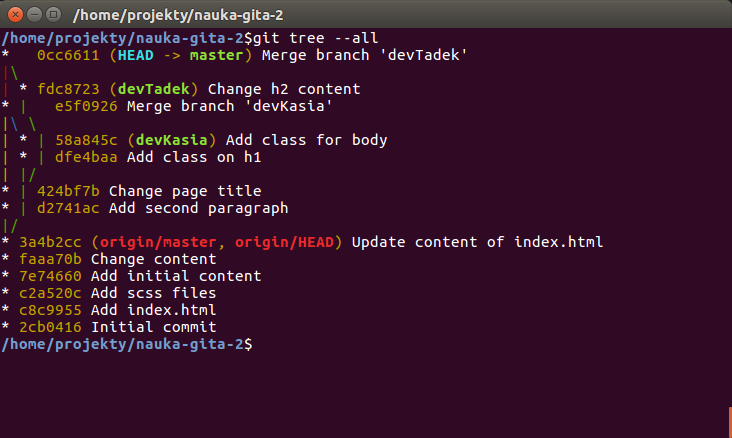 /home/projekty/nauka-gita-2
/home/projekty/nauka-gita-2$git tree --all
*   0cc6611 (HEAD -> master) Merge branch 'devTadek'
|\
| * fdc8723 (devTadek) Change h2 content
* |   e5f0926 Merge branch 'devKasia'
|\ \
| * | 58a845c (devKasia) Add class for body
| * | dfe4baa Add class on h1
| |/
* | 424bf7b Change page title
* | d2741ac Add second paragraph
|/
* 3a4b2cc (origin/master, origin/HEAD) Update content of index.html
* faaa70b Change content
* 7e74660 Add initial content
* c2a520c Add scss files
* c8c9955 Add index.html
* 2cb0416 Initial commit
/home/projekty/nauka-gita-2$